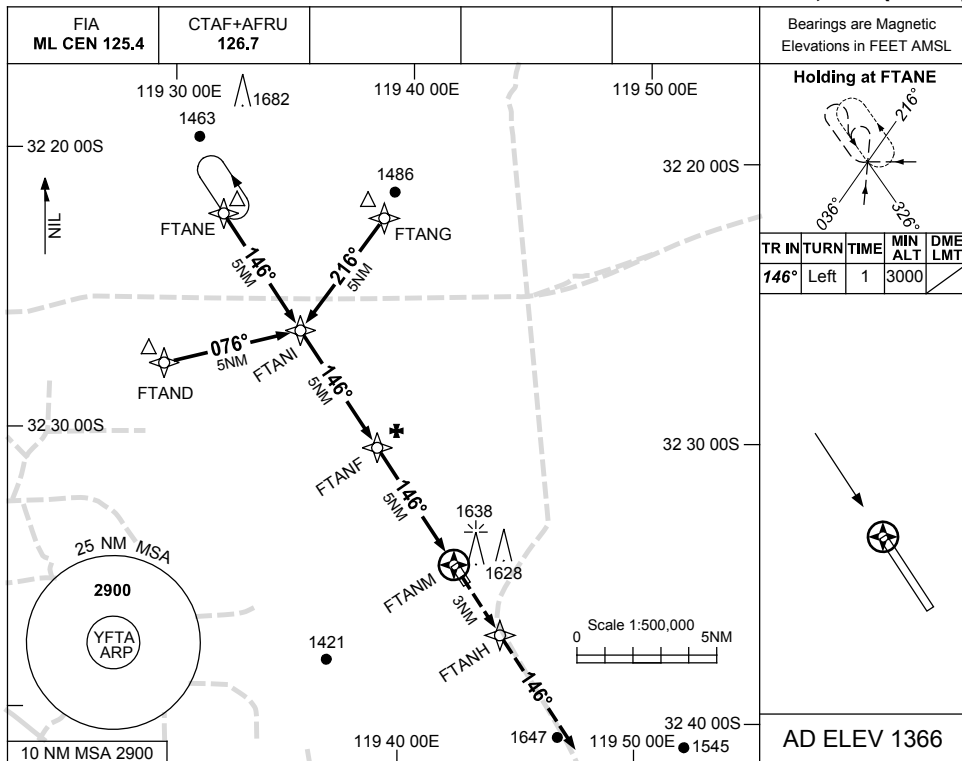 FIA
ML CEN 125.4
CTAF+AFRU
126.7
Bearings are Magnetic
Elevations in FEET AMSL
119 30 00E
119 40 00E
119 50 00E
1682
1463
32 20 00S
32 20 00S
1486
NIL
FTANE
FTANG
146°
5NM
216°
5NM
Holding at FTANE
216°
036°
326°
TR IN TURN TIME MIN ALT DME LMT
146° Left 1 3000
076°
5NM
FTAND
FTANI
146°
5NM
32 30 00S
32 30 00S
FTANF
146°
5NM
1638
1628
FTANM
3NM
FTANH
146°
25 NM MSA
2900
YFTA
ARP
1421
Scale 1:500,000
0 5NM
32 40 00S
1647
119 40 00E
119 50 00E
1545
10 NM MSA 2900
AD ELEV 1366